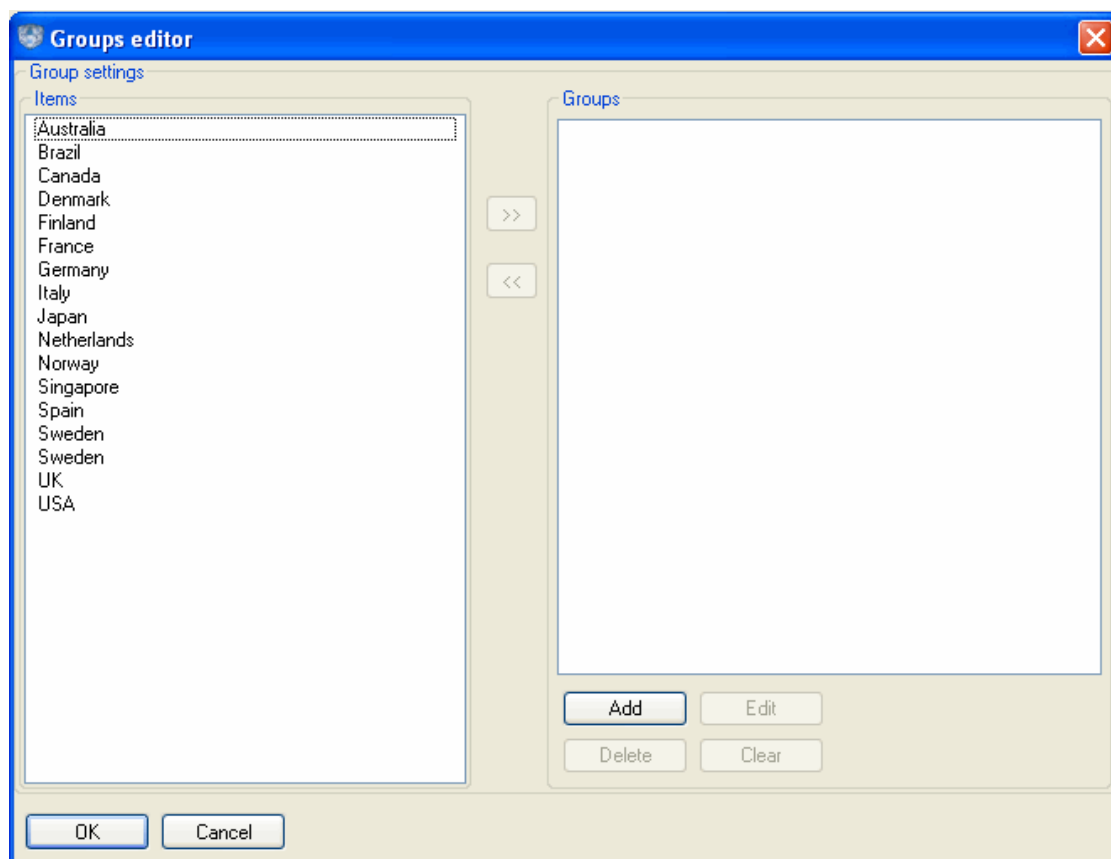 Groups editor
Group settings
Items
Australia
Brazil
Canada
Denmark
Finland
France
Germany
Italy
Japan
Netherlands
Norway
Singapore
Spain
Sweden
Sweden
UK
USA
>>
<<
Groups
Add
Edit
Delete
Clear
OK
Cancel